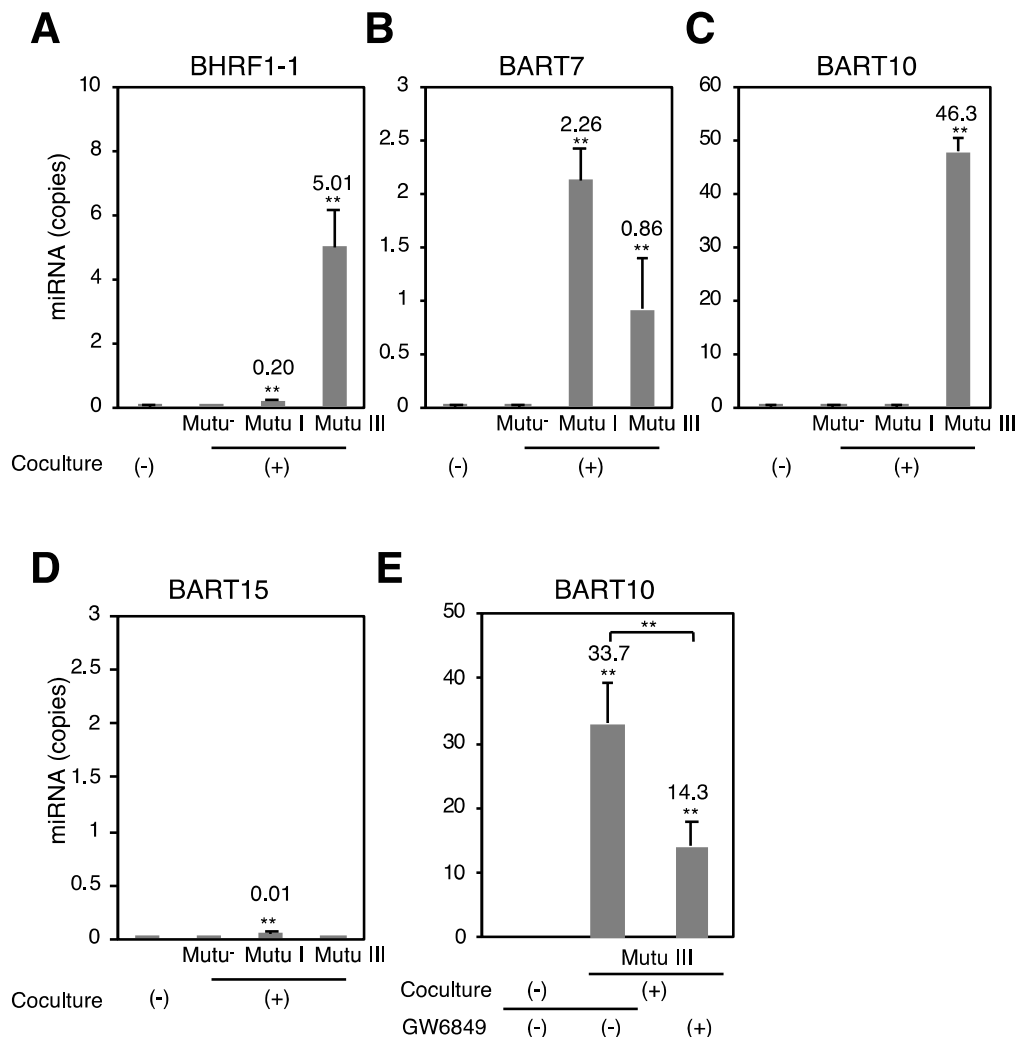 A
BHRF1-1
miRNA (copies)
10
8
6
4
2
0
0.20
**
5.01
**
Mutu- Mutu I Mutu III
Coculture (-) (+)
B
BART7
3
2.5
2
1.5
1
0.5
0
2.26
**
0.86
**
Mutu- Mutu I Mutu III
(-) (+)
C
BART10
60
50
40
30
20
10
0
46.3
**
Mutu- Mutu I Mutu III
(-) (+)
D
BART15
miRNA (copies)
3
2.5
2
1.5
1
0.5
0
0.01
**
Mutu- Mutu I Mutu III
Coculture (-) (+)
E
BART10
50
40
30
20
10
0
**
33.7
**
14.3
**
Mutu III
Coculture (-) (+)
GW6849 (-) (-) (+)